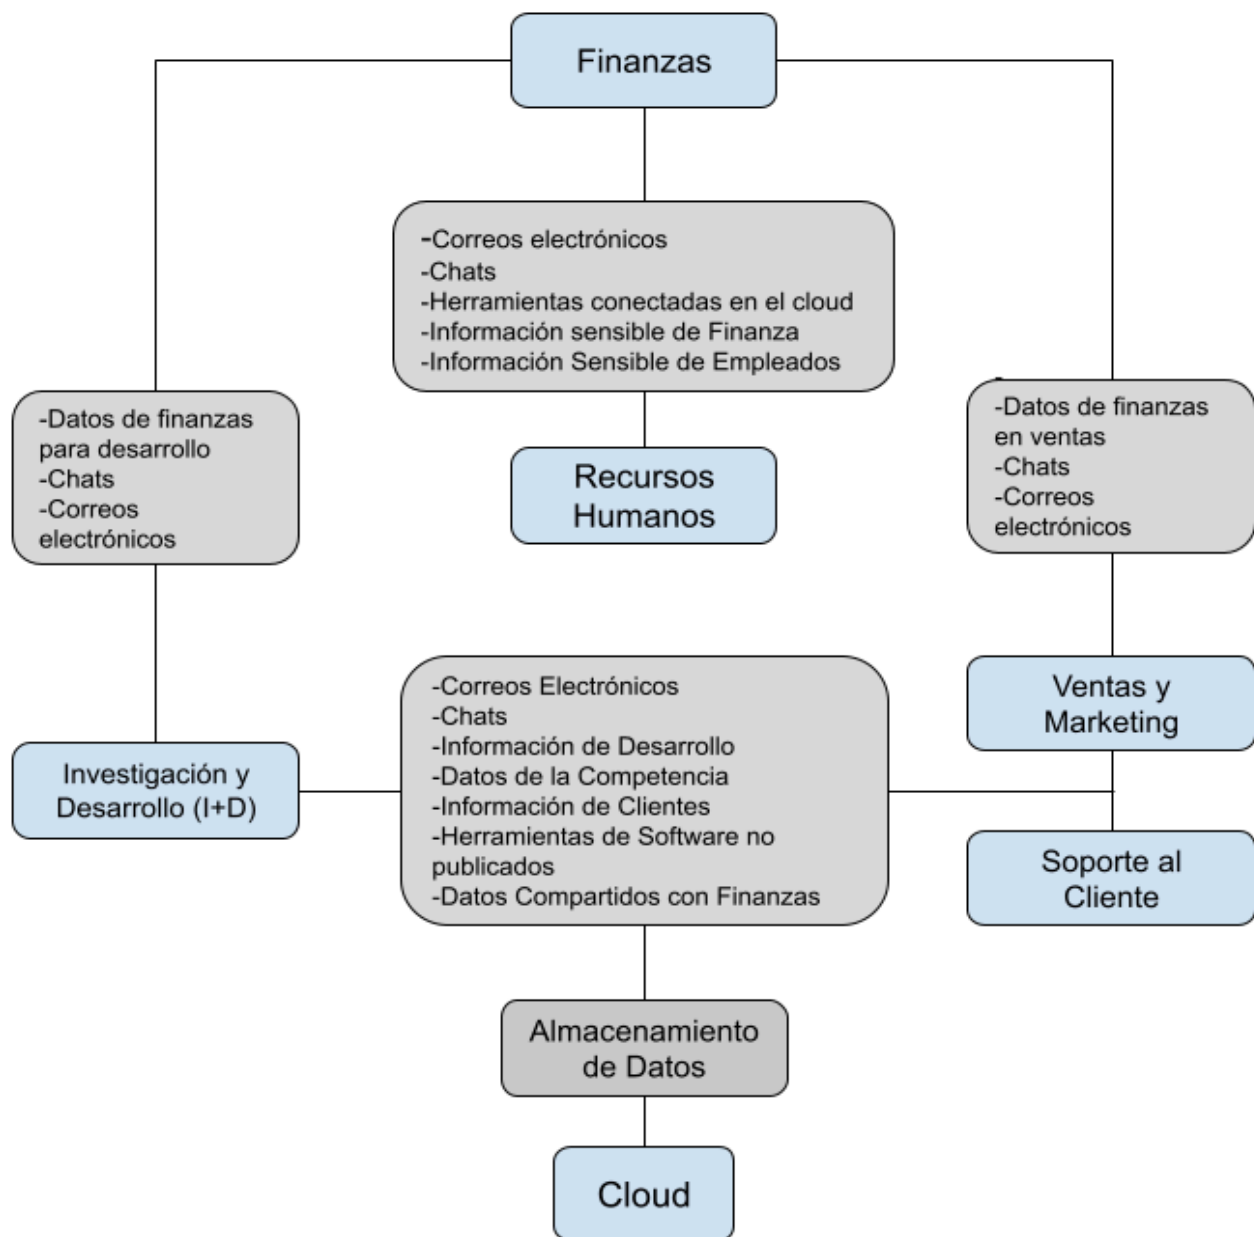 Finanzas
-Correos electrónicos
-Chats
-Herramientas conectadas en el cloud
-Información sensible de Finanza
-Información Sensible de Empleados
-Datos de finanzas
para desarrollo
-Chats
-Correos
electrónicos
-
-Datos de finanzas
en ventas
-Chats
-Correos
electrónicos
Recursos
Humanos
-Correos Electrónicos
-Chats
-Información de Desarrollo
-Datos de la Competencia
-Información de Clientes
-Herramientas de Software no
publicados
-Datos Compartidos con Finanzas
Ventas y
Marketing
Investigación y
Desarrollo (I+D)
Soporte al
Cliente
Almacenamiento
de Datos
Cloud